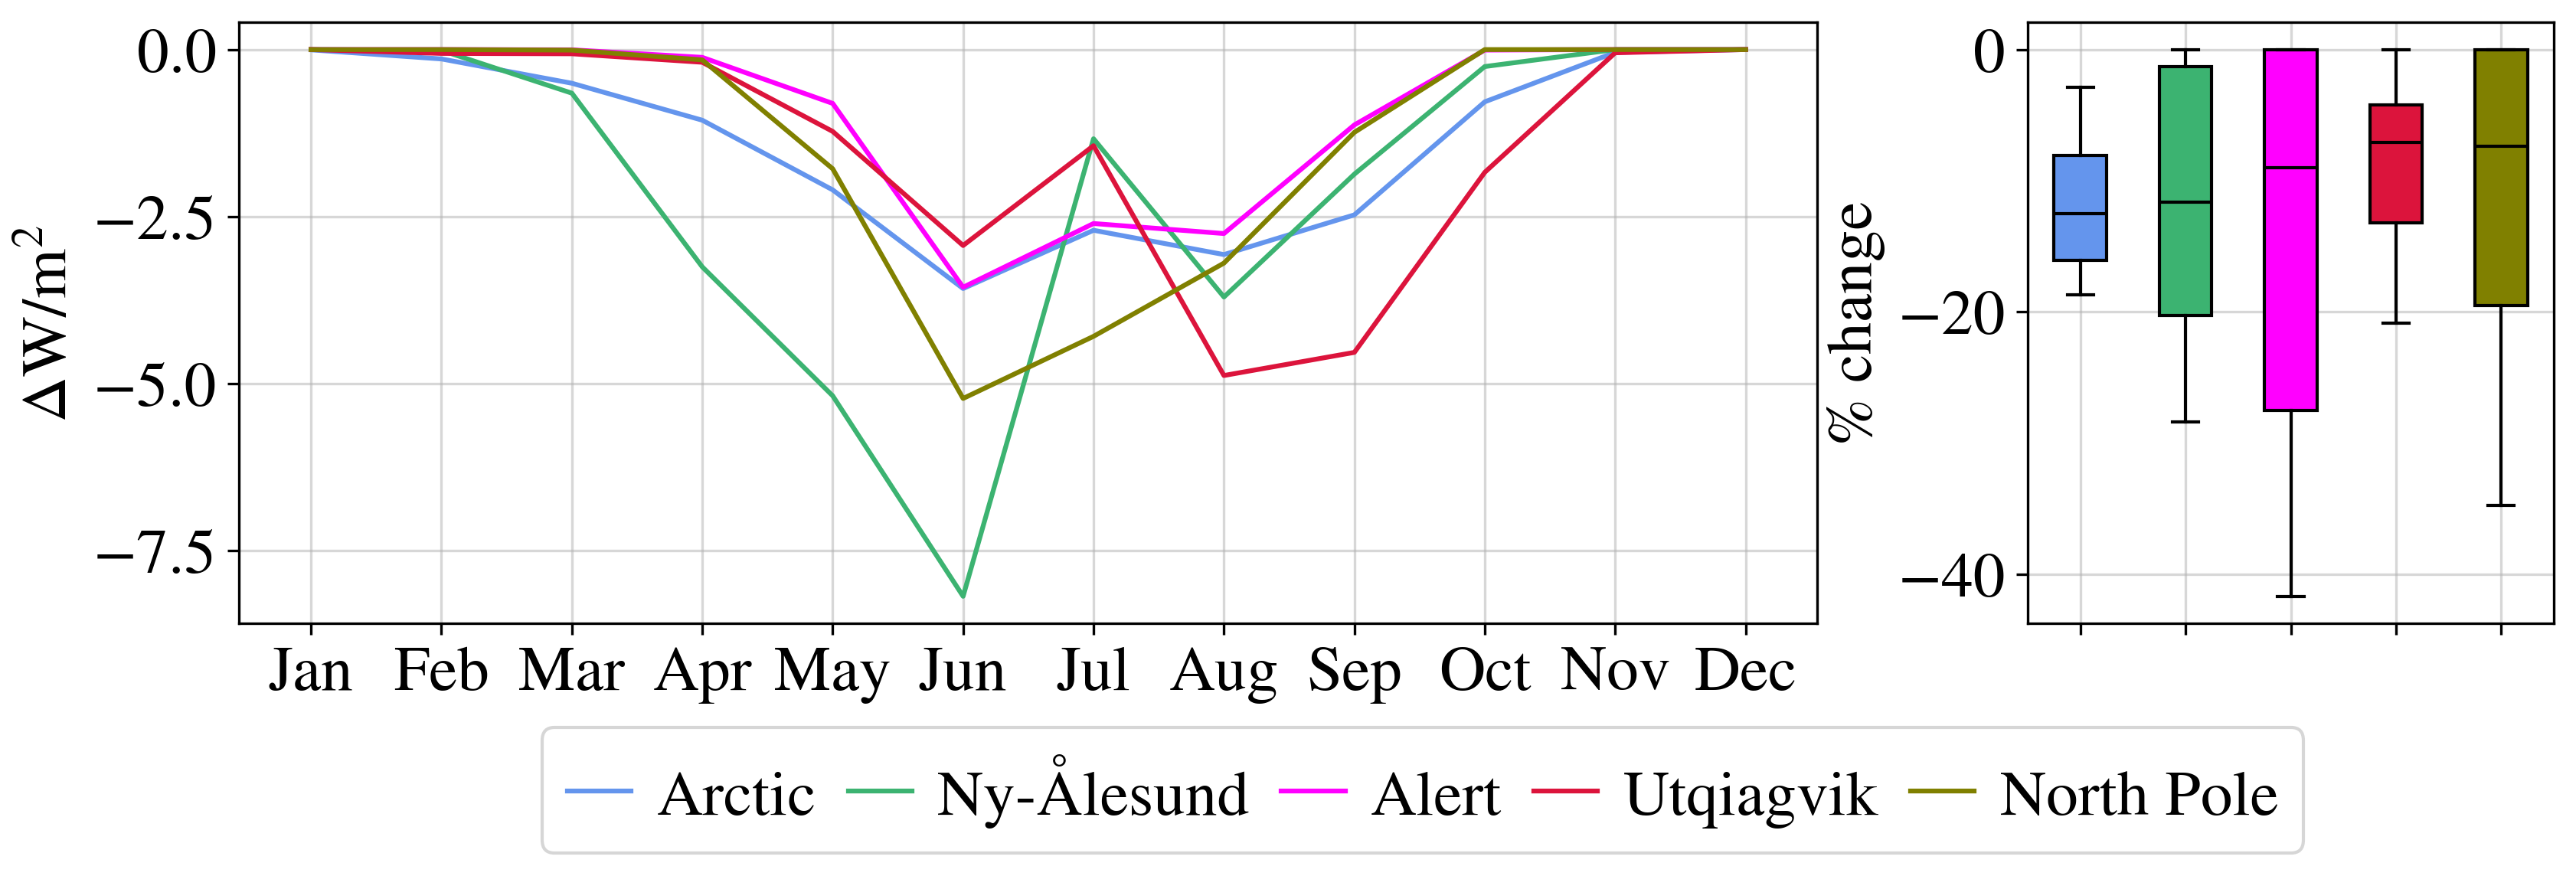 ΔW/m²
0.0
−2.5
−5.0
−7.5
Jan Feb Mar Apr May Jun Jul Aug Sep Oct Nov Dec
% change
0
−20
−40
Arctic Ny-Ålesund Alert Utqiagvik North Pole